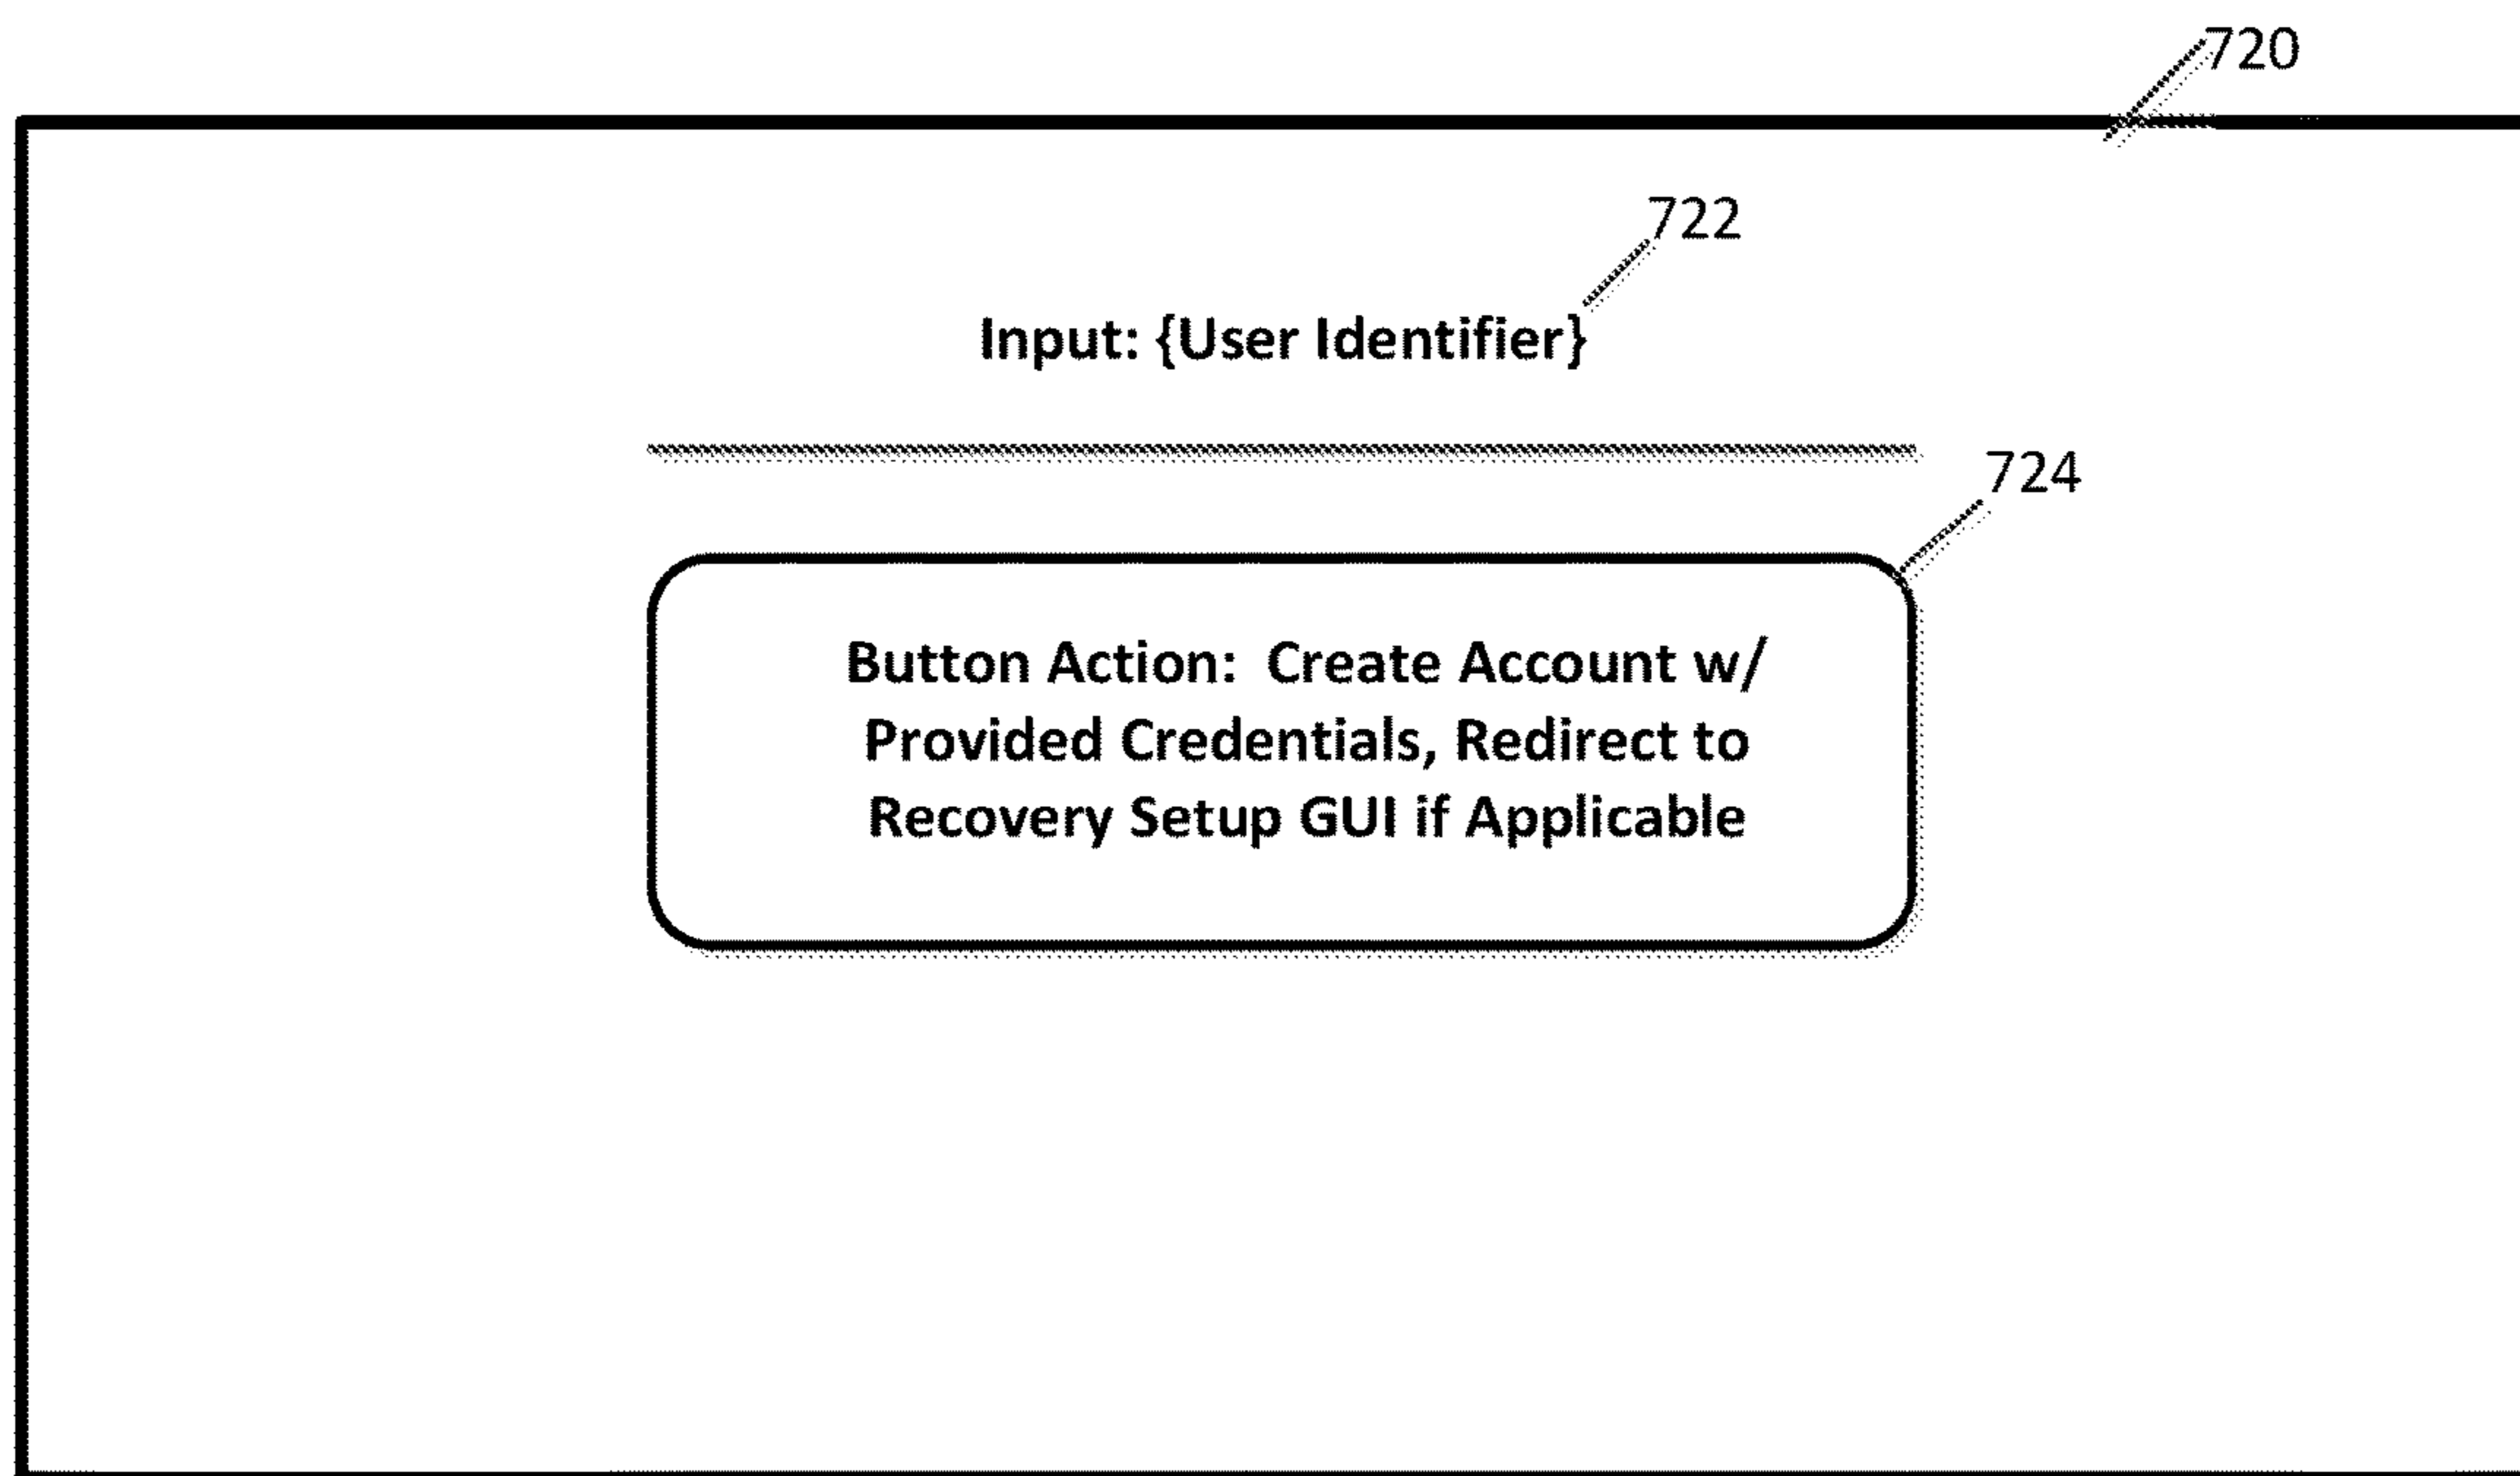 720
722
Input: {User Identifier}
724
Button Action:  Create Account w/
Provided Credentials, Redirect to
Recovery Setup GUI if Applicable